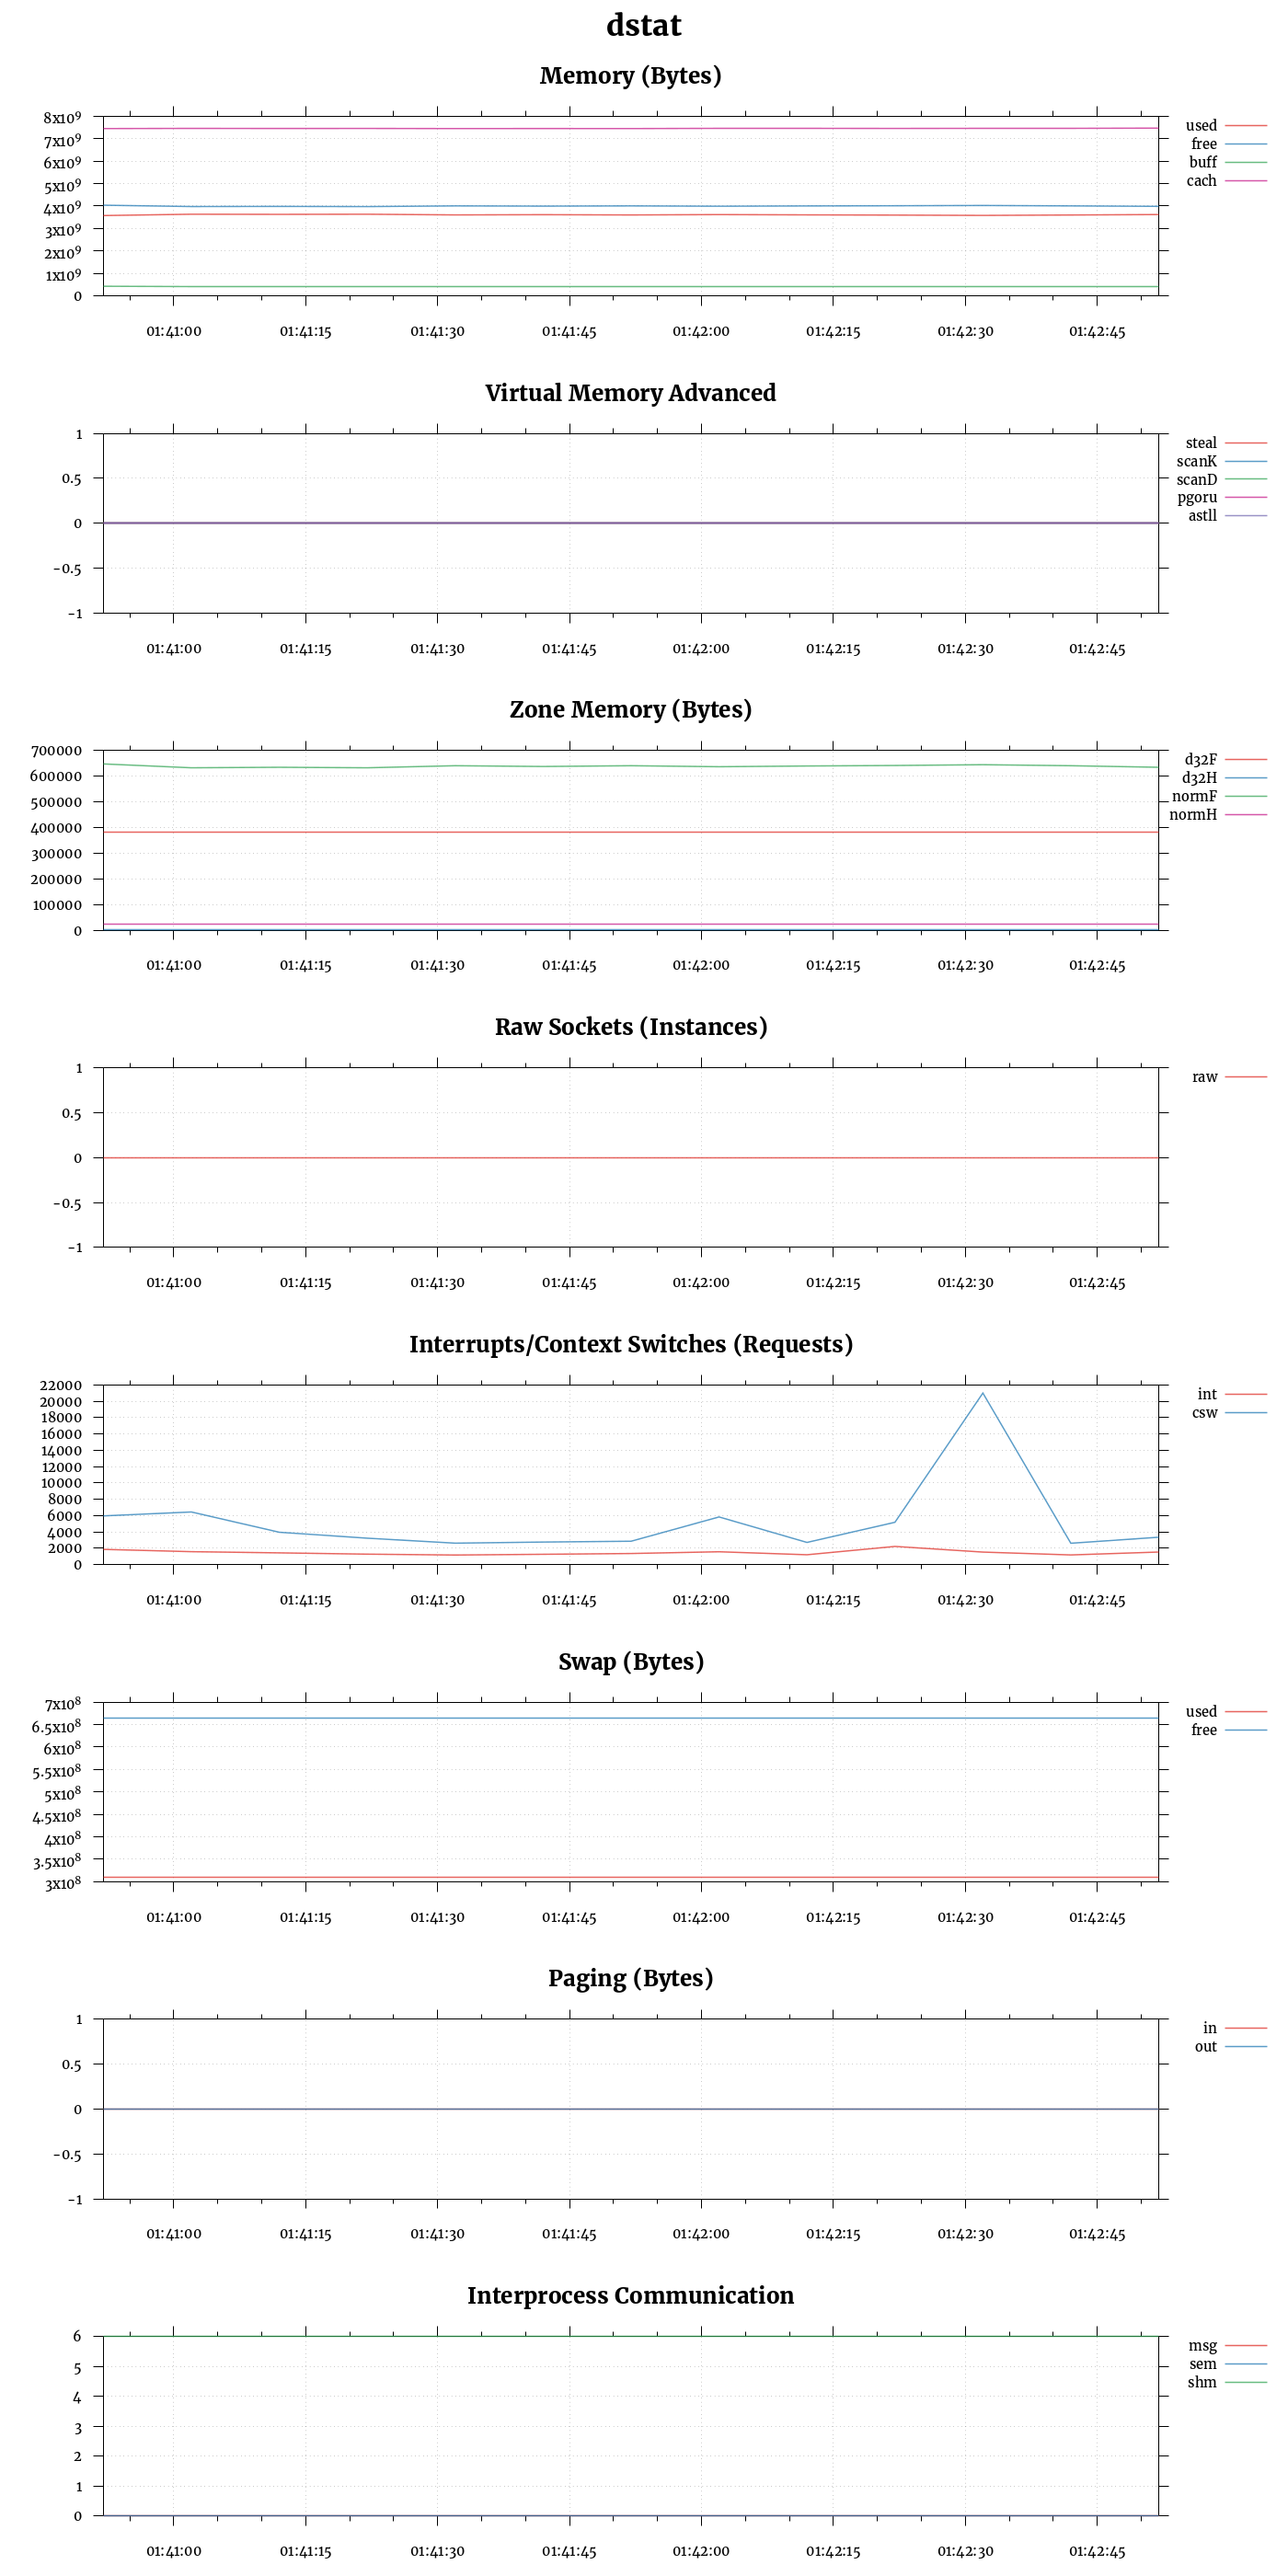 dstat
Memory (Bytes)
8x10⁹
7x10⁹
6x10⁹
5x10⁹
4x10⁹
3x10⁹
2x10⁹
1x10⁹
0
used
free
buff
cach
01:41:00 01:41:15 01:41:30 01:41:45 01:42:00 01:42:15 01:42:30 01:42:45
Virtual Memory Advanced
1
0.5
0
-0.5
-1
steal
scanK
scanD
pgoru
astll
01:41:00 01:41:15 01:41:30 01:41:45 01:42:00 01:42:15 01:42:30 01:42:45
Zone Memory (Bytes)
700000
600000
500000
400000
300000
200000
100000
0
d32F
d32H
normF
normH
01:41:00 01:41:15 01:41:30 01:41:45 01:42:00 01:42:15 01:42:30 01:42:45
Raw Sockets (Instances)
1
0.5
0
-0.5
-1
raw
01:41:00 01:41:15 01:41:30 01:41:45 01:42:00 01:42:15 01:42:30 01:42:45
Interrupts/Context Switches (Requests)
22000
20000
18000
16000
14000
12000
10000
8000
6000
4000
2000
0
int
csw
01:41:00 01:41:15 01:41:30 01:41:45 01:42:00 01:42:15 01:42:30 01:42:45
Swap (Bytes)
7x10⁸
6.5x10⁸
6x10⁸
5.5x10⁸
5x10⁸
4.5x10⁸
4x10⁸
3.5x10⁸
3x10⁸
used
free
01:41:00 01:41:15 01:41:30 01:41:45 01:42:00 01:42:15 01:42:30 01:42:45
Paging (Bytes)
1
0.5
0
-0.5
-1
in
out
01:41:00 01:41:15 01:41:30 01:41:45 01:42:00 01:42:15 01:42:30 01:42:45
Interprocess Communication
6
5
4
3
2
1
0
msg
sem
shm
01:41:00 01:41:15 01:41:30 01:41:45 01:42:00 01:42:15 01:42:30 01:42:45